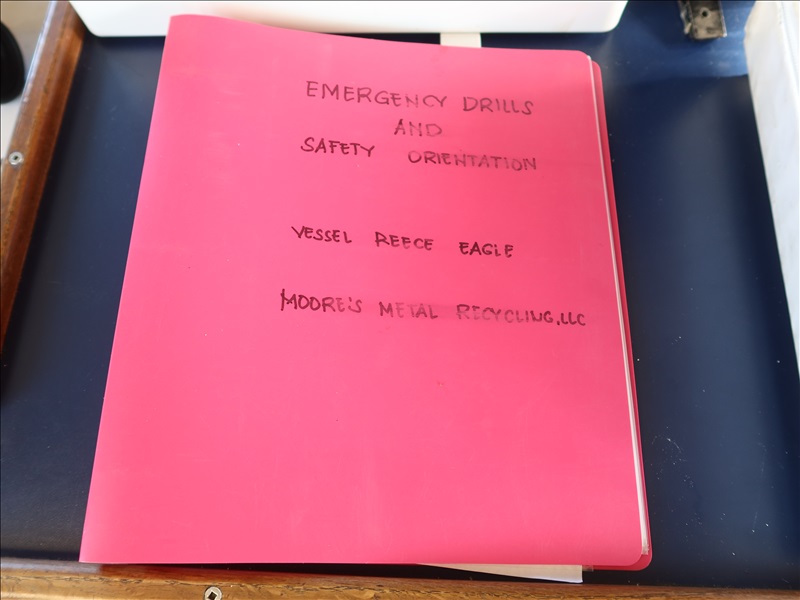 EMERGENCY DRILLS
AND
SAFETY ORIENTATION
VESSEL REECE EAGLE
MOORE'S METAL RECYCLING, LLC